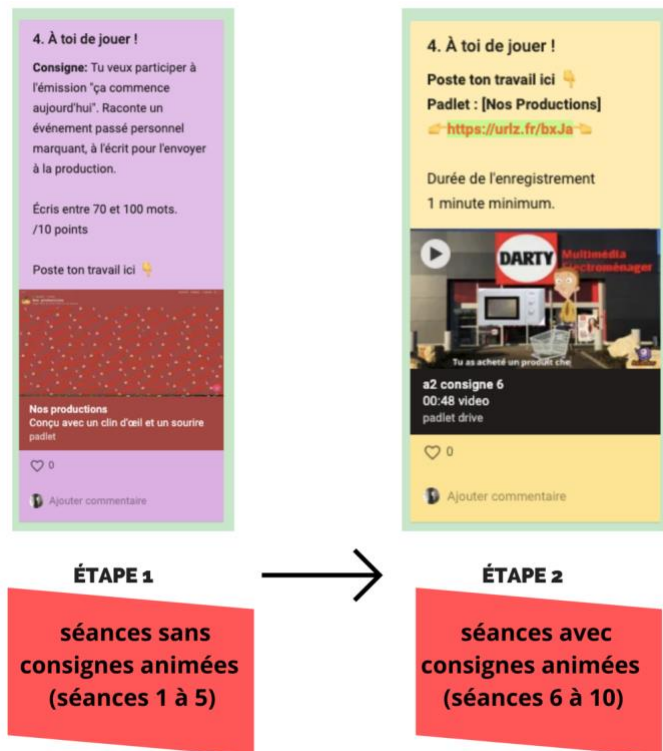 4. À toi de jouer !
Consigne: Tu veux participer à
l'émission "ça commence
aujourd'hui". Raconte un
événement passé personnel
marquant, à l'écrit pour l'envoyer
à la production.
Écris entre 70 et 100 mots.
/10 points
Poste ton travail ici 👇
Nos productions
Conçu avec un clin d'œil et un sourire
padlet
0
Ajouter commentaire
4. À toi de jouer !
Poste ton travail ici 👇
Padlet : [Nos Productions]
👉https://urlz.fr/bxJa👈
Durée de l'enregistrement
1 minute minimum.
DARTY
Multimédia
Électroménager
Tu as acheté un produit che
a2 consigne 6
00:48 video
padlet drive
0
Ajouter commentaire
ÉTAPE 1
séances sans
consignes animées
(séances 1 à 5)
ÉTAPE 2
séances avec
consignes animées
(séances 6 à 10)